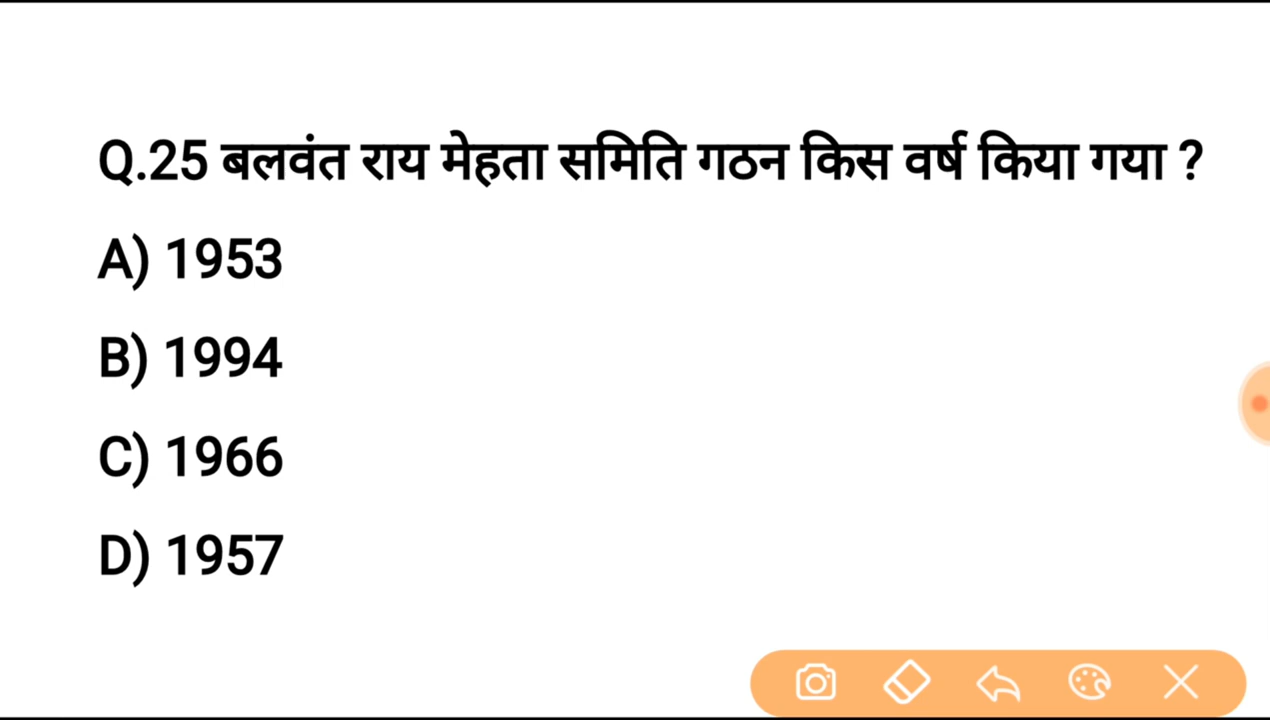 Q.25 बलवंत राय मेहता समिति गठन किस वर्ष किया गया ?
A) 1953
B) 1994
C) 1966
D) 1957